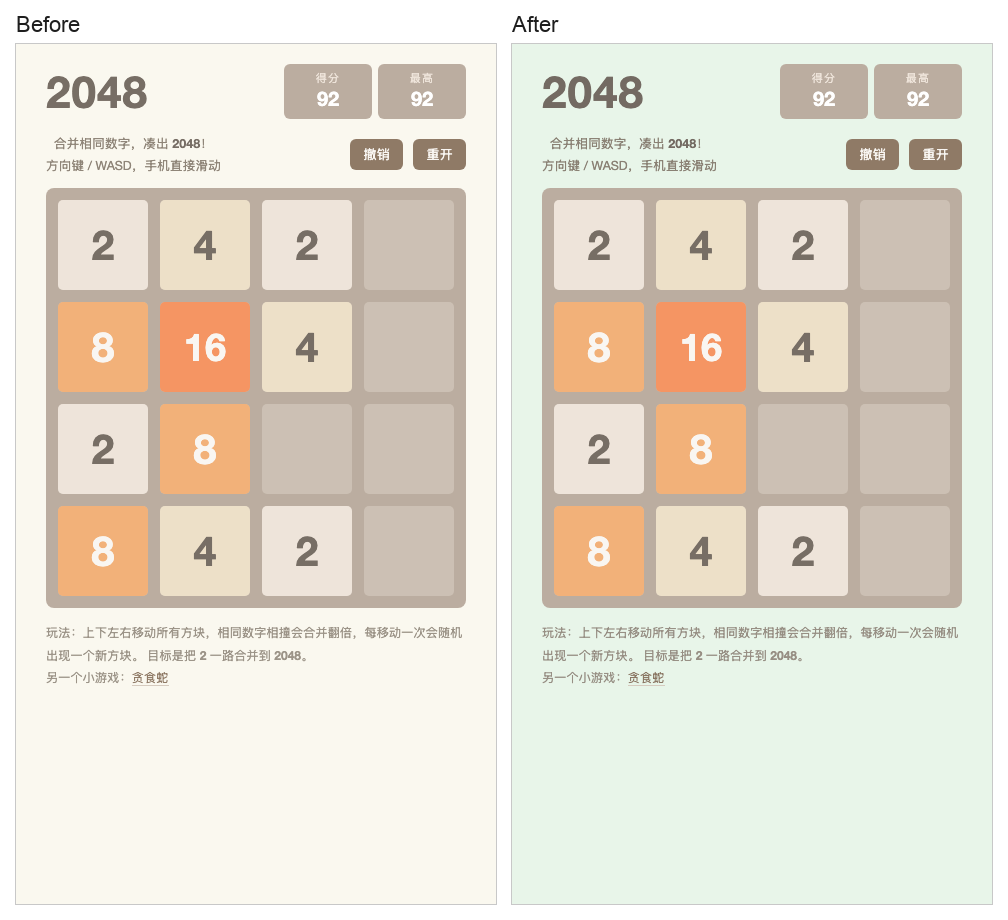 Before
2048
得分
92
最高
92
合并相同数字，凑出 2048！
方向键 / WASD，手机直接滑动
撤销
重开
2 4 2
8 16 4
2 8
8 4 2
玩法：上下左右移动所有方块，相同数字相撞会合并翻倍，每移动一次会随机
出现一个新方块。 目标是把 2 一路合并到 2048。
另一个小游戏：贪食蛇
After
2048
得分
92
最高
92
合并相同数字，凑出 2048！
方向键 / WASD，手机直接滑动
撤销
重开
2 4 2
8 16 4
2 8
8 4 2
玩法：上下左右移动所有方块，相同数字相撞会合并翻倍，每移动一次会随机
出现一个新方块。 目标是把 2 一路合并到 2048。
另一个小游戏：贪食蛇